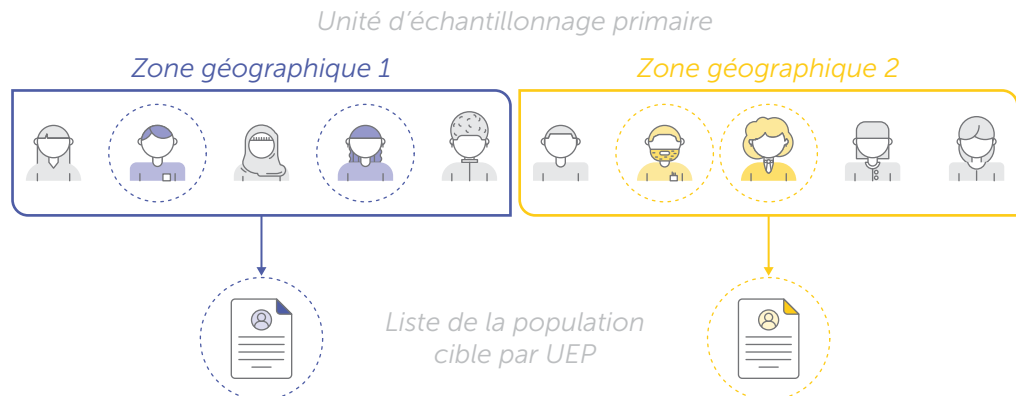 Unité d’échantillonnage primaire
Zone géographique 1
Zone géographique 2
Liste de la population
cible par UEP